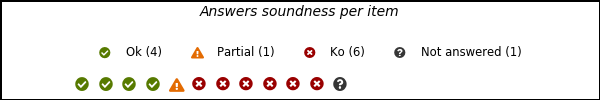 Answers soundness per item
Ok (4) Partial (1) Ko (6) Not answered (1)